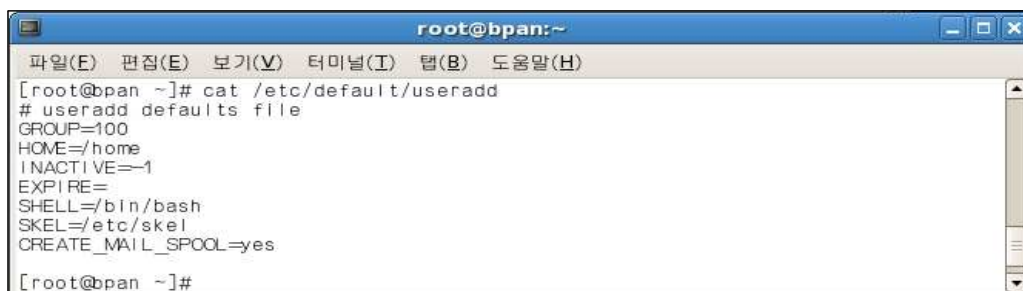 root@bpan:~
파일(F) 편집(E) 보기(V) 터미널(T) 탭(B) 도움말(H)
[root@bpan ~]# cat /etc/default/useradd
# useradd defaults file
GROUP=100
HOME=/home
INACTIVE=-1
EXPIRE=
SHELL=/bin/bash
SKEL=/etc/skel
CREATE_MAIL_SPOOL=yes
[root@bpan ~]#